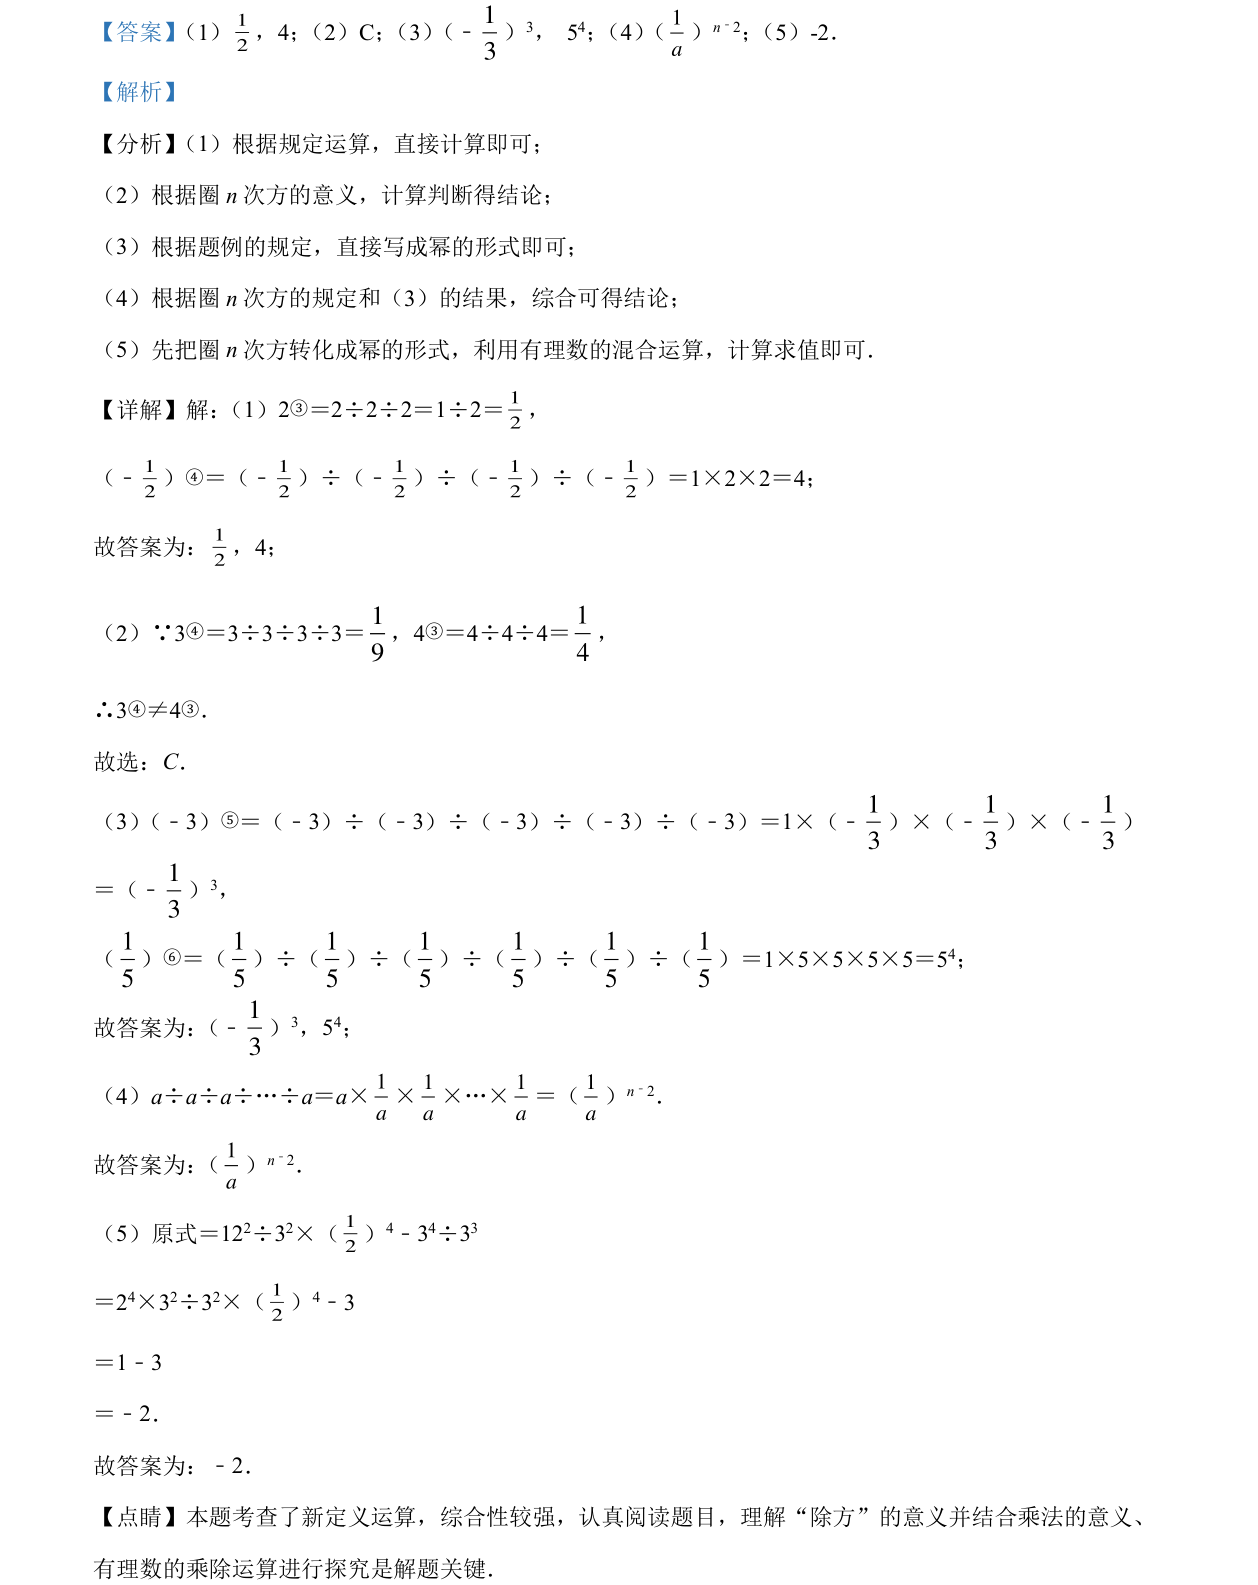 【答案】（1）1/2，4；（2）C；（3）（﹣1/3）³， 5⁴；（4）（1/a）ⁿ﹣²；（5）-2．
【解析】
【分析】（1）根据规定运算，直接计算即可；
（2）根据圈 n 次方的意义，计算判断得结论；
（3）根据题例的规定，直接写成幂的形式即可；
（4）根据圈 n 次方的规定和（3）的结果，综合可得结论；
（5）先把圈 n 次方转化成幂的形式，利用有理数的混合运算，计算求值即可．
【详解】解：（1）2③＝2÷2÷2＝1÷2＝1/2，
（﹣1/2）④＝（﹣1/2）÷（﹣1/2）÷（﹣1/2）÷（﹣1/2）＝1×2×2＝4；
故答案为：1/2，4；
（2）∵3④＝3÷3÷3÷3＝1/9，4③＝4÷4÷4＝1/4，
∴3④≠4③．
故选：C．
（3）（﹣3）⑤＝（﹣3）÷（﹣3）÷（﹣3）÷（﹣3）÷（﹣3）＝1×（﹣1/3）×（﹣1/3）×（﹣1/3）
＝（﹣1/3）³，
（1/5）⑥＝（1/5）÷（1/5）÷（1/5）÷（1/5）÷（1/5）÷（1/5）＝1×5×5×5×5＝5⁴；
故答案为：（﹣1/3）³，5⁴；
（4）a÷a÷a÷…÷a＝a×1/a×1/a×…×1/a＝（1/a）ⁿ﹣²．
故答案为：（1/a）ⁿ﹣²．
（5）原式＝12²÷3²×（1/2）⁴﹣3⁴÷3³
＝2⁴×3²÷3²×（1/2）⁴﹣3
＝1﹣3
＝﹣2．
故答案为：﹣2．
【点睛】本题考查了新定义运算，综合性较强，认真阅读题目，理解“除方”的意义并结合乘法的意义、
有理数的乘除运算进行探究是解题关键．